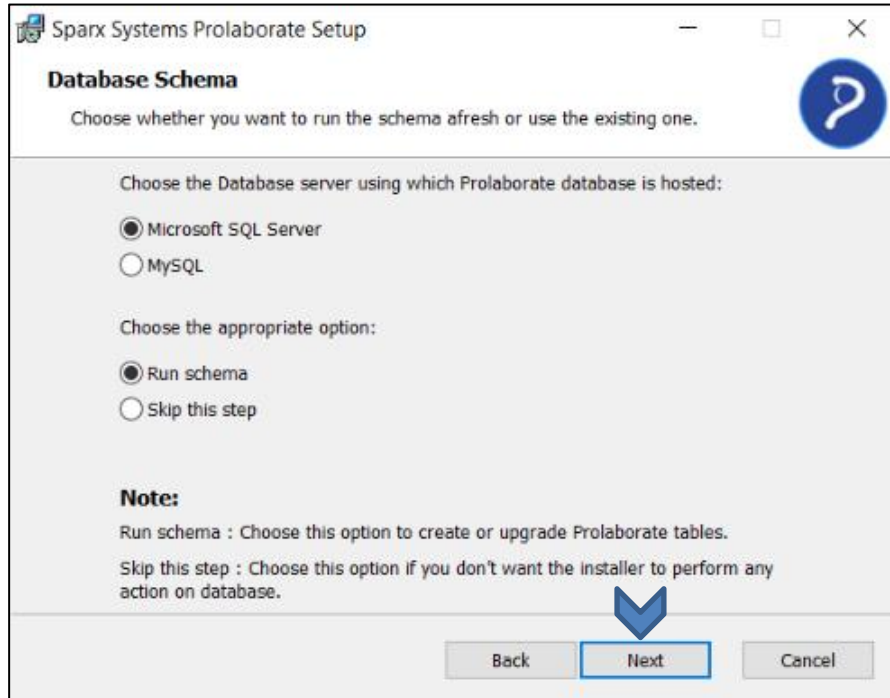 Sparx Systems Prolaborate Setup
Database Schema
Choose whether you want to run the schema afresh or use the existing one.
Choose the Database server using which Prolaborate database is hosted:
Microsoft SQL Server
MySQL
Choose the appropriate option:
Run schema
Skip this step
Note:
Run schema : Choose this option to create or upgrade Prolaborate tables.
Skip this step : Choose this option if you don't want the installer to perform any
action on database.
Back Next Cancel